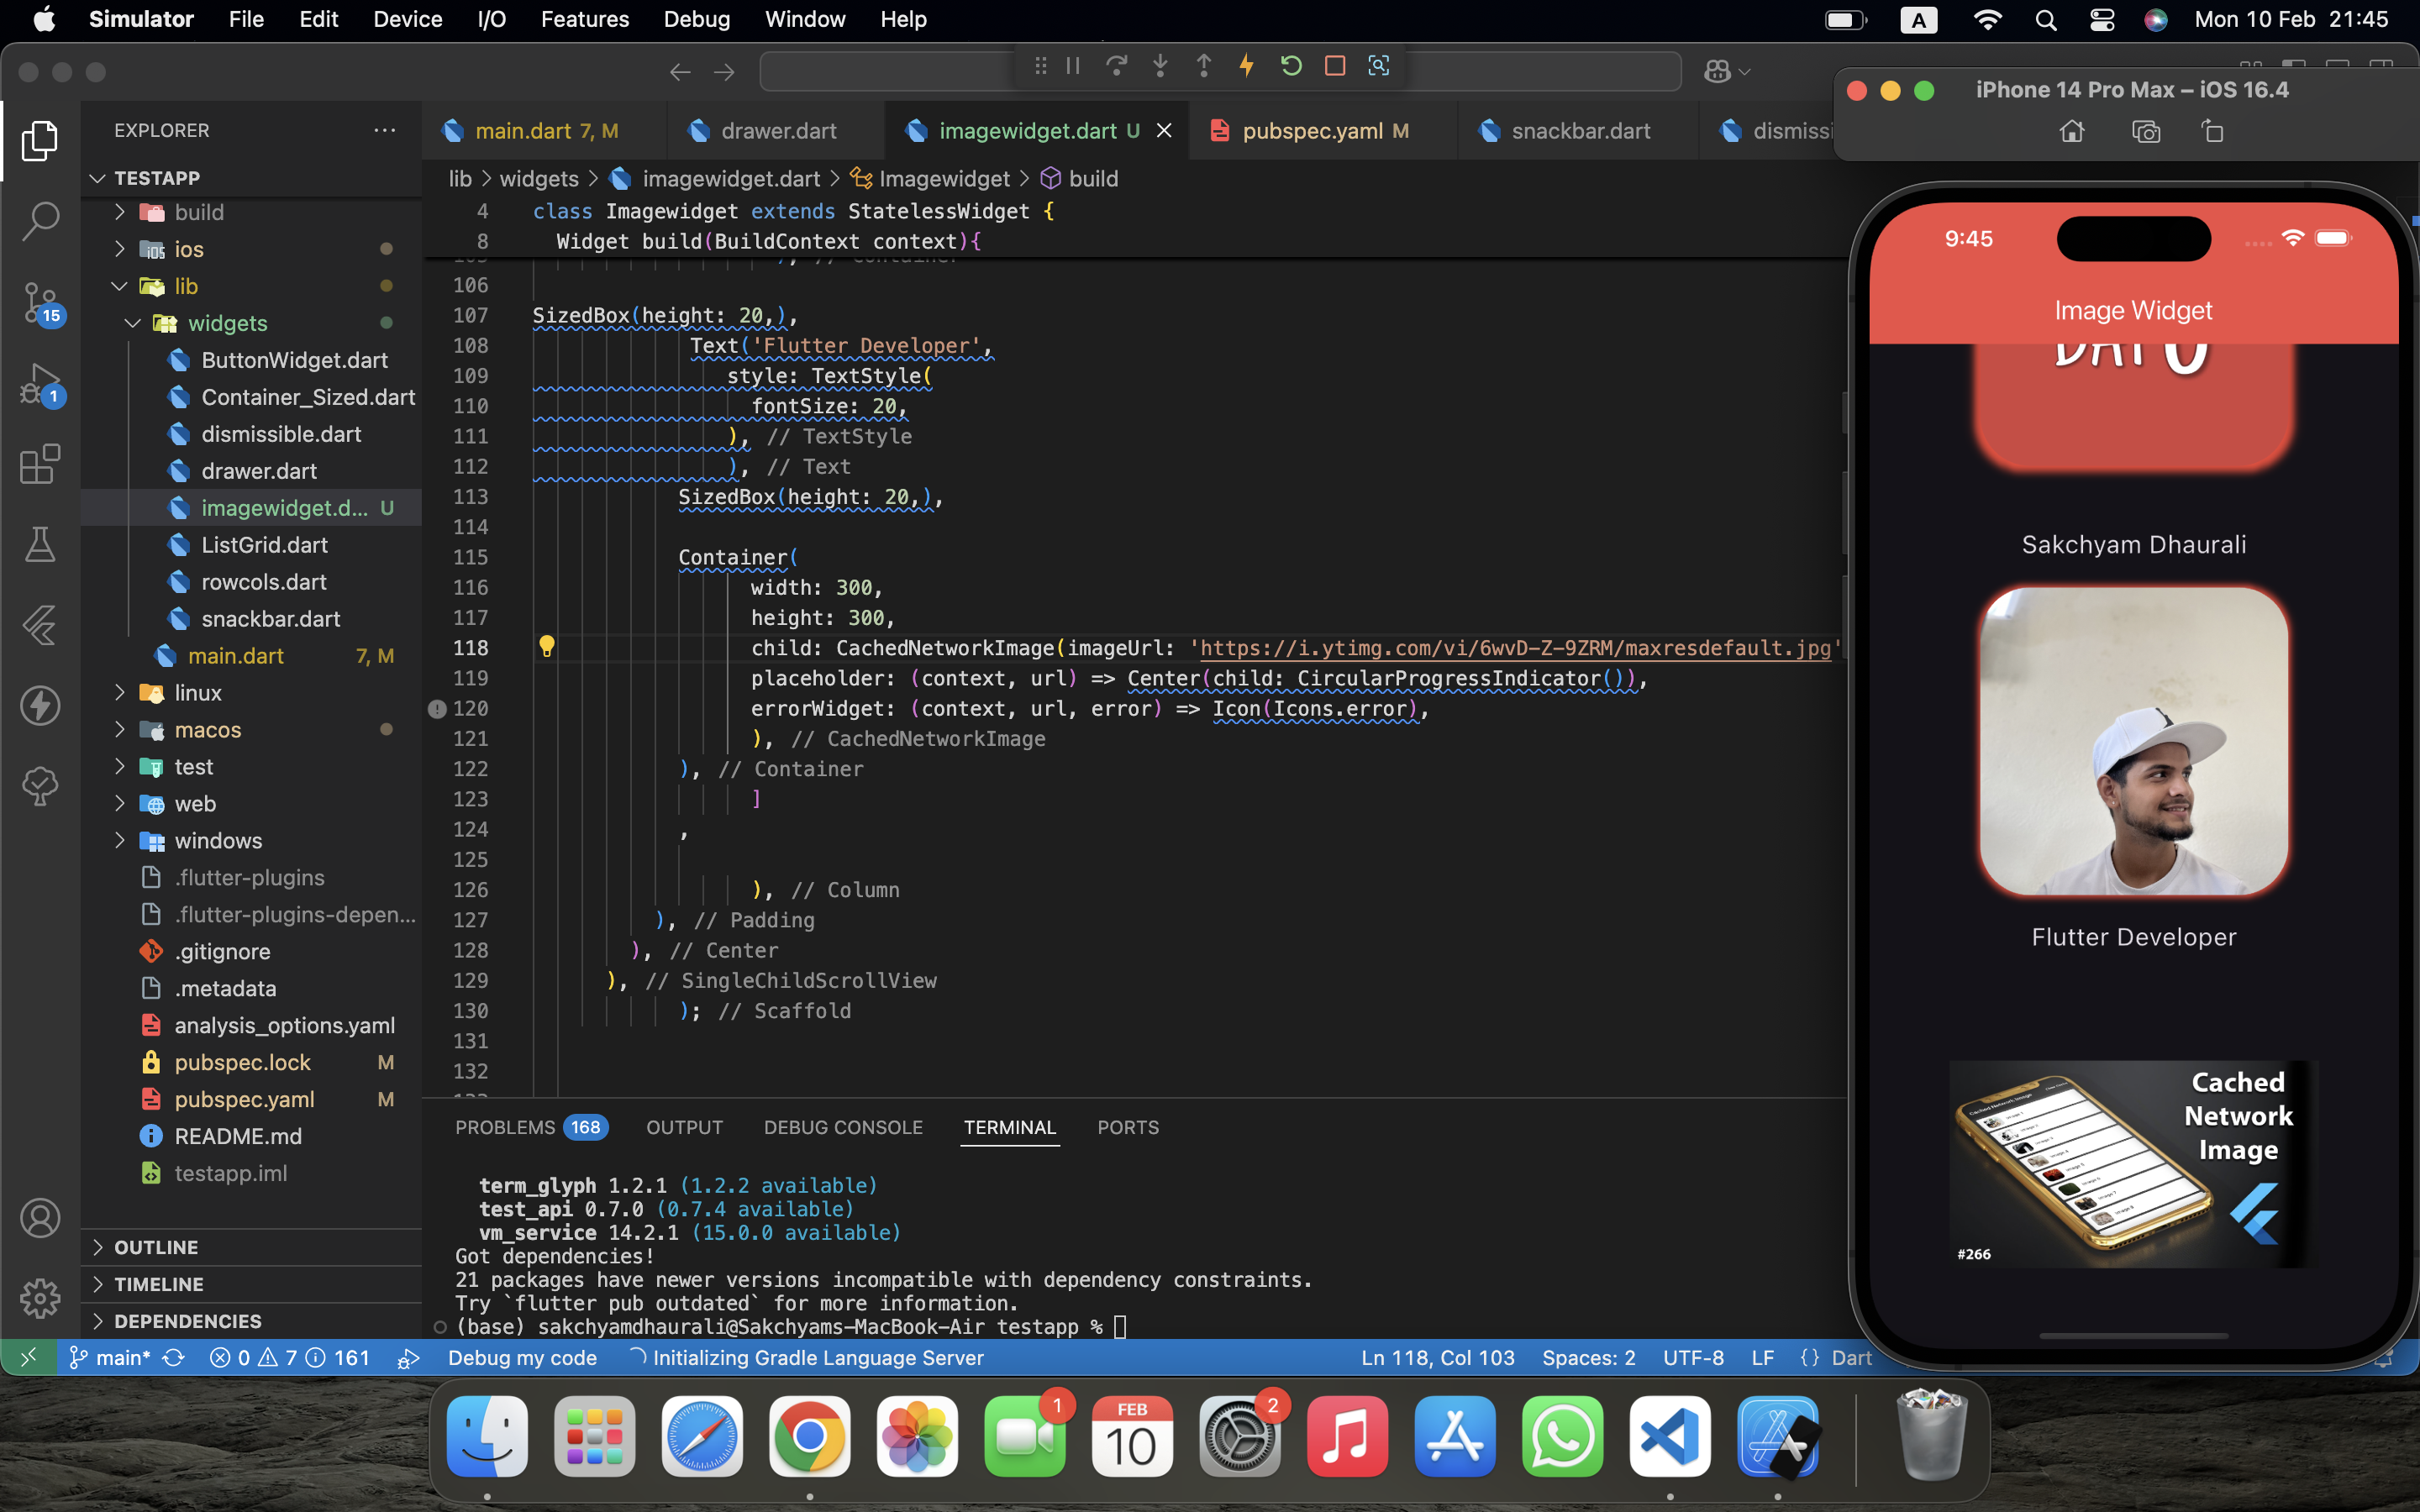 Simulator File Edit Device I/O Features Debug Window Help
A Mon 10 Feb 21:45
EXPLORER
TESTAPP
build
ios
lib
widgets
ButtonWidget.dart
Container_Sized.dart
dismissible.dart
drawer.dart
imagewidget.d... U
ListGrid.dart
rowcols.dart
snackbar.dart
main.dart 7, M
linux
macos
test
web
windows
.flutter-plugins
.flutter-plugins-depen...
.gitignore
.metadata
analysis_options.yaml
pubspec.lock M
pubspec.yaml M
README.md
testapp.iml
OUTLINE
TIMELINE
DEPENDENCIES
15
1
main.dart 7, M
drawer.dart
imagewidget.dart U
pubspec.yaml M
snackbar.dart
dismissi
lib > widgets > imagewidget.dart > Imagewidget > build
4 class Imagewidget extends StatelessWidget {
8 Widget build(BuildContext context){
105 ), // Container
106
107 SizedBox(height: 20,),
108 Text('Flutter Developer',
109 style: TextStyle(
110 fontSize: 20,
111 ), // TextStyle
112 ), // Text
113 SizedBox(height: 20,),
114
115 Container(
116 width: 300,
117 height: 300,
118 child: CachedNetworkImage(imageUrl: 'https://i.ytimg.com/vi/6wvD-Z-9ZRM/maxresdefault.jpg'
119 placeholder: (context, url) => Center(child: CircularProgressIndicator()),
120 errorWidget: (context, url, error) => Icon(Icons.error),
121 ), // CachedNetworkImage
122 ), // Container
123 ]
124 ,
125
126 ), // Column
127 ), // Padding
128 ), // Center
129 ), // SingleChildScrollView
130 ); // Scaffold
131
132
PROBLEMS 168 OUTPUT DEBUG CONSOLE TERMINAL PORTS
term_glyph 1.2.1 (1.2.2 available)
test_api 0.7.0 (0.7.4 available)
vm_service 14.2.1 (15.0.0 available)
Got dependencies!
21 packages have newer versions incompatible with dependency constraints.
Try `flutter pub outdated` for more information.
(base) sakchyamdhaurali@Sakchyams-MacBook-Air testapp %
main* 0 7 161 Debug my code Initializing Gradle Language Server Ln 118, Col 103 Spaces: 2 UTF-8 LF {} Dart
iPhone 14 Pro Max – iOS 16.4
9:45
Image Widget
Sakchyam Dhaurali
Flutter Developer
Cached
Network
Image
#266
1
FEB
10
2